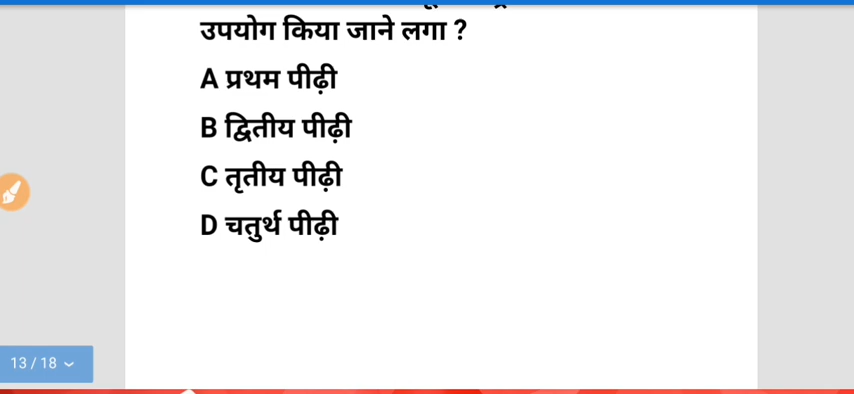 उपयोग किया जाने लगा ?
A प्रथम पीढ़ी
B द्वितीय पीढ़ी
C तृतीय पीढ़ी
D चतुर्थ पीढ़ी
13 / 18